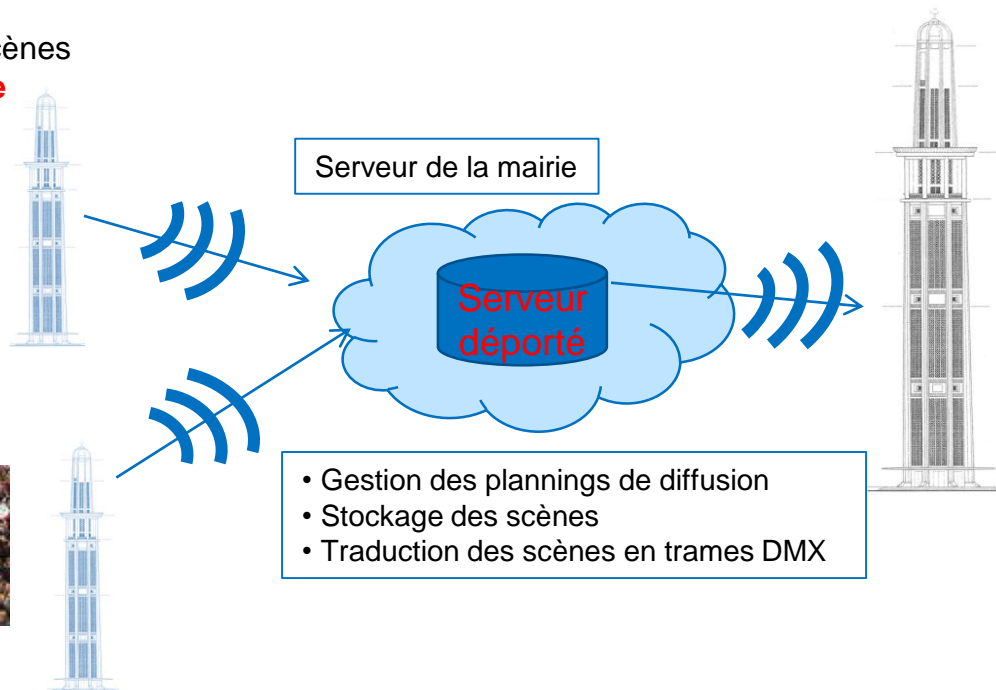 cènes
e
Serveur de la mairie
Serveur
déporté
• Gestion des plannings de diffusion
• Stockage des scènes
• Traduction des scènes en trames DMX